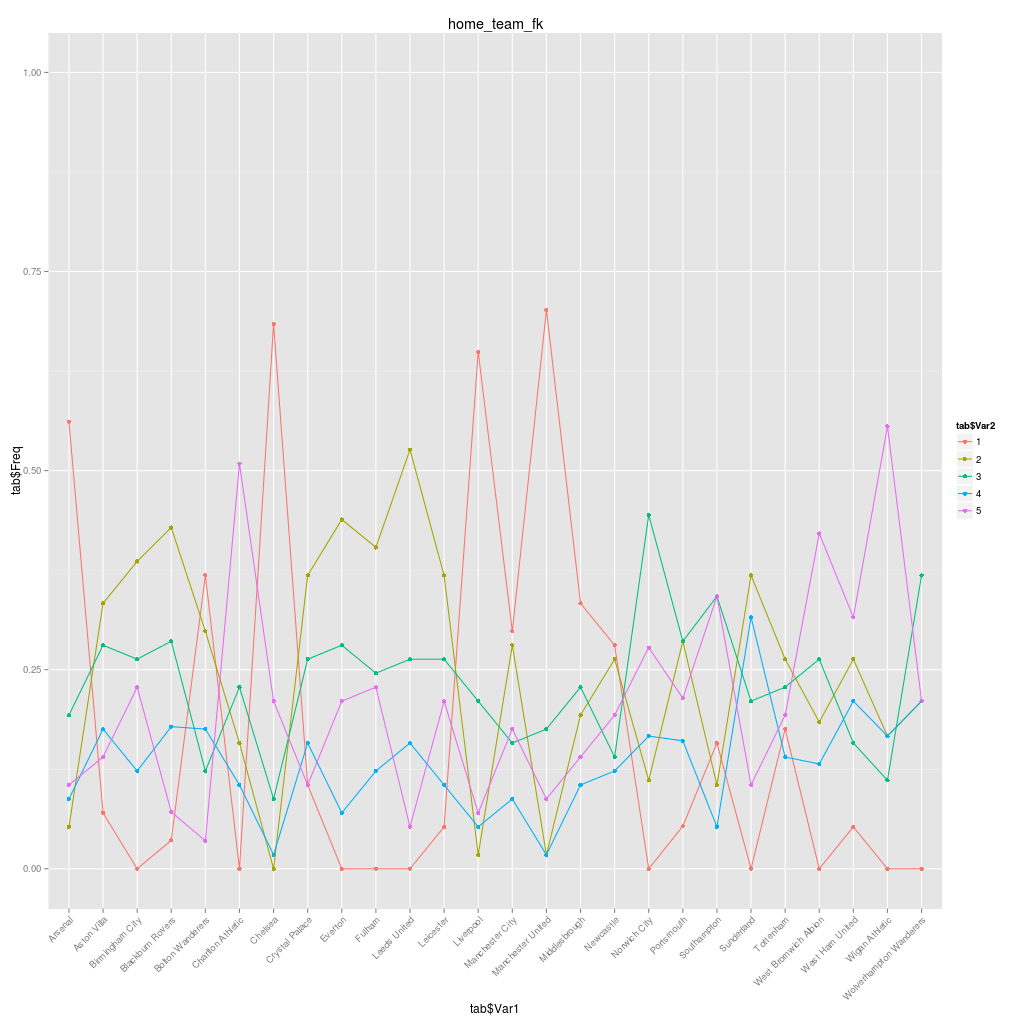 home_team_fk
1.00
0.75
0.50
0.25
0.00
tab$Freq
Arsenal
Aston Villa
Birmingham City
Blackburn Rovers
Bolton Wanderers
Charlton Athletic
Chelsea
Crystal Palace
Everton
Fulham
Leeds United
Leicester
Liverpool
Manchester City
Manchester United
Middlesbrough
Newcastle
Norwich City
Portsmouth
Southampton
Sunderland
Tottenham
West Bromwich Albion
West Ham United
Wigan Athletic
Wolverhampton Wanderers
tab$Var1
tab$Var2
1
2
3
4
5